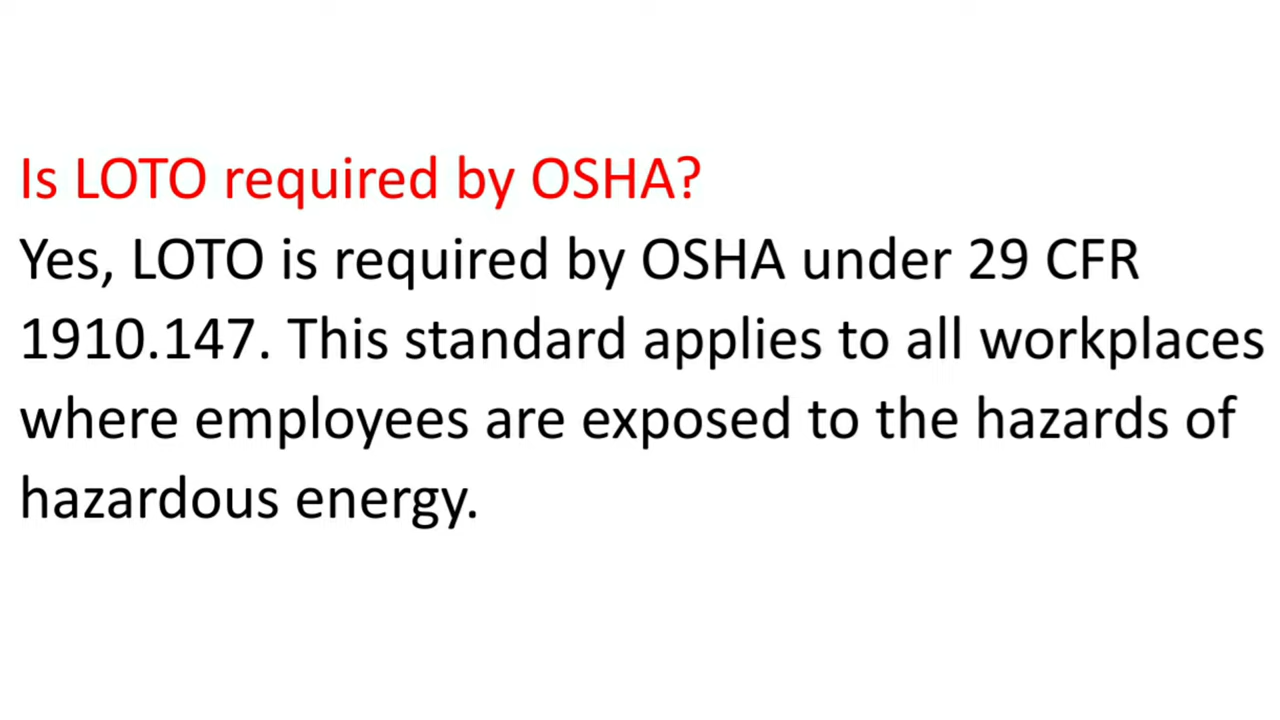 Is LOTO required by OSHA?
Yes, LOTO is required by OSHA under 29 CFR
1910.147. This standard applies to all workplaces
where employees are exposed to the hazards of
hazardous energy.